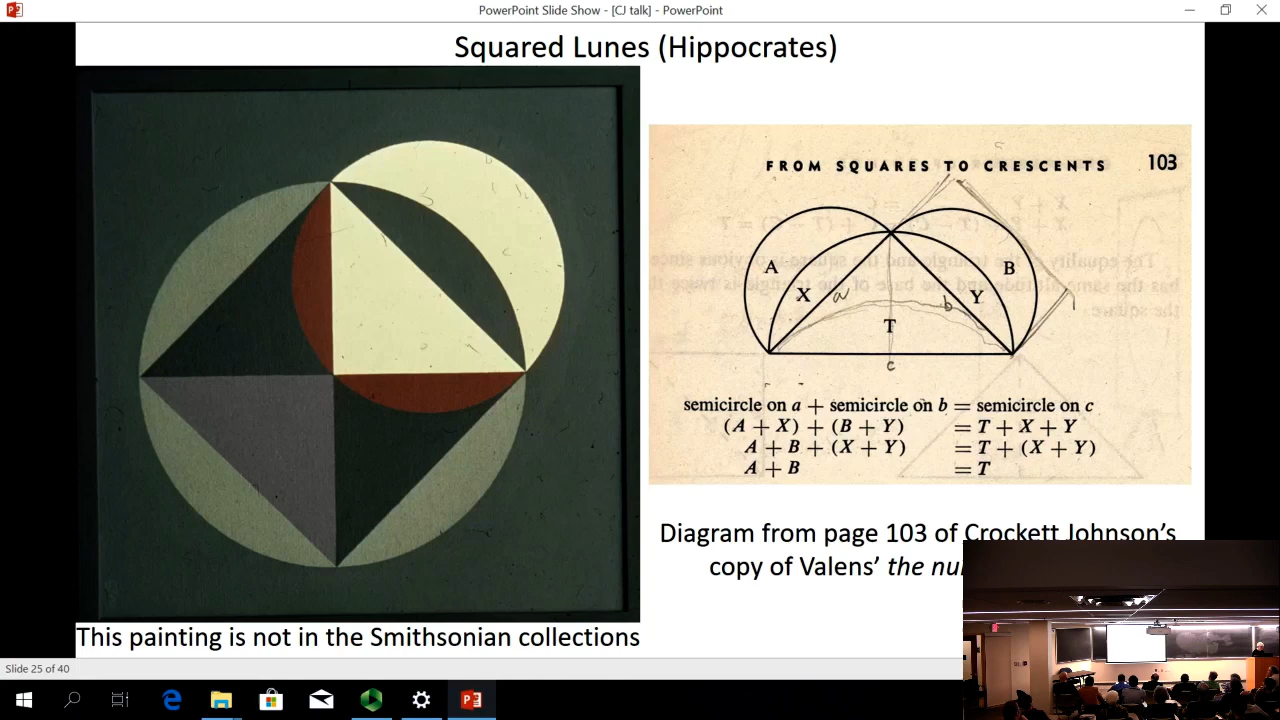 PowerPoint Slide Show - [CJ talk] - PowerPoint
Squared Lunes (Hippocrates)
FROM SQUARES TO CRESCENTS 103
A
B
X
a
b
Y
T
c
semicircle on a + semicircle on b = semicircle on c
(A + X) + (B + Y) = T + X + Y
A + B + (X + Y) = T + (X + Y)
A + B = T
Diagram from page 103 of Crockett Johnson's
copy of Valens' the
This painting is not in the Smithsonian collections
Slide 25 of 40